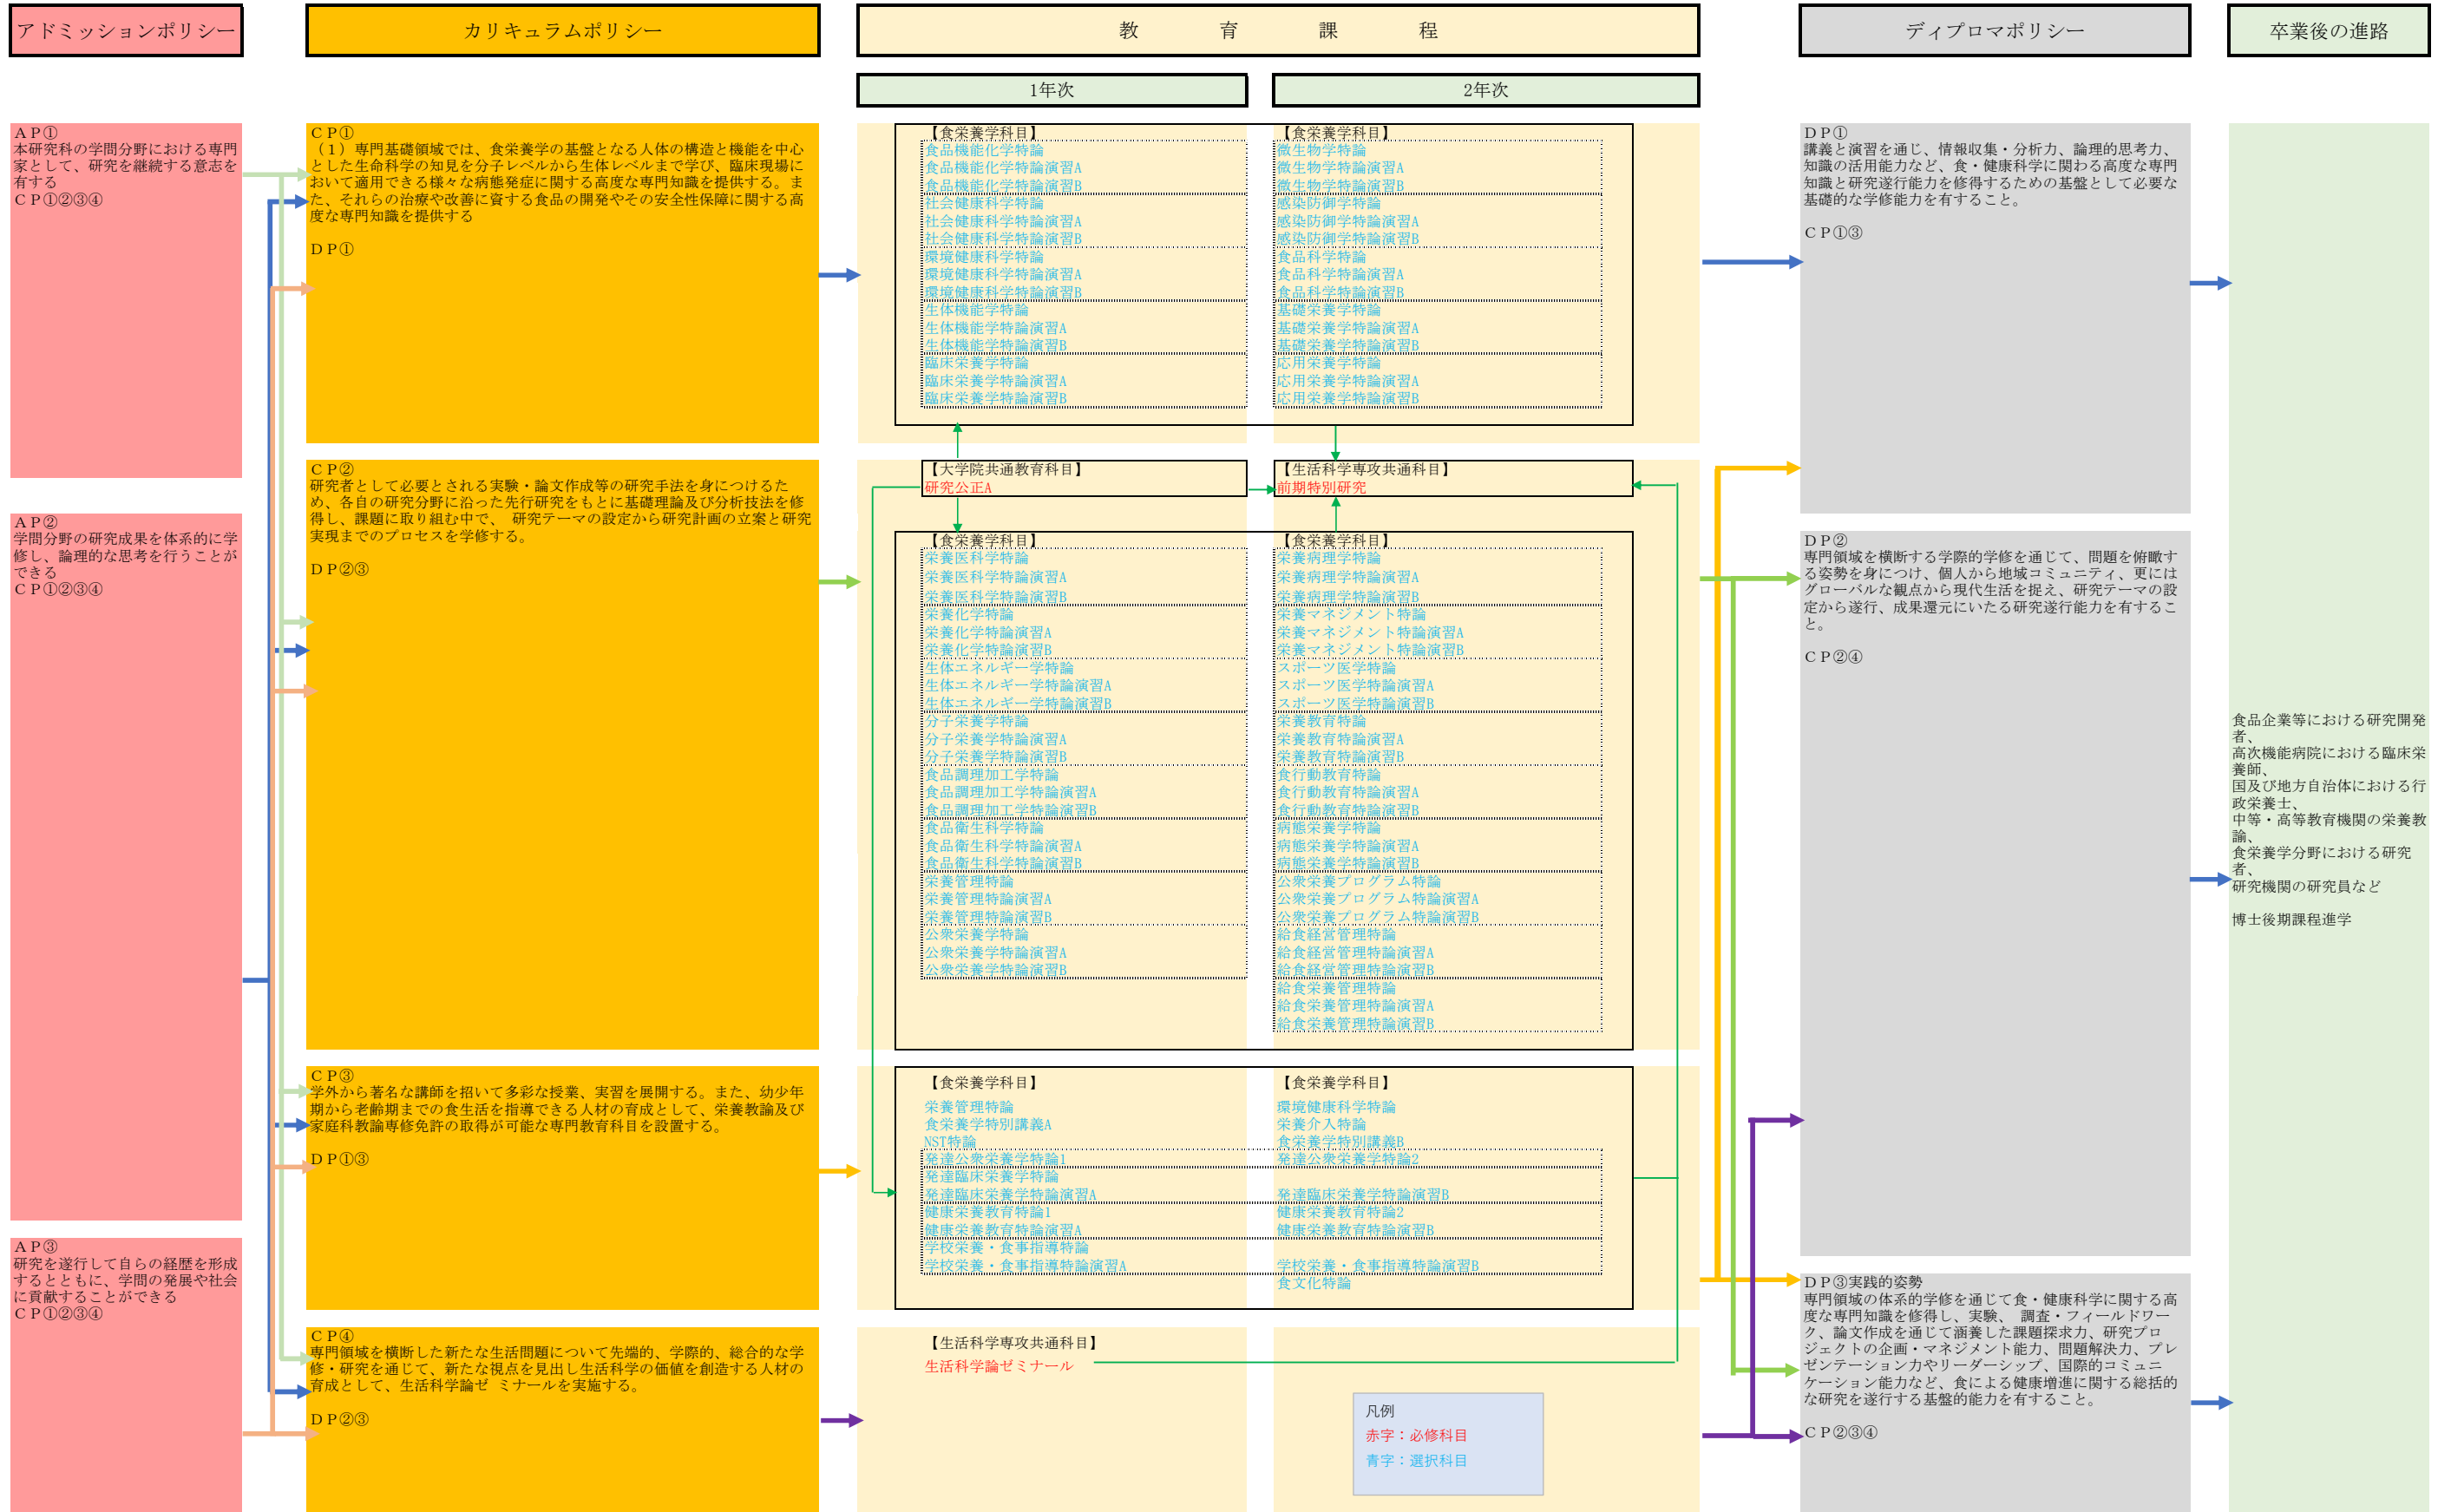 アドミッションポリシー
カリキュラムポリシー
教育課程
ディプロマポリシー
卒業後の進路
1年次
2年次
ＡＰ①
本研究科の学問分野における専門
家として、研究を継続する意志を
有する
ＣＰ①②③④
ＡＰ②
学問分野の研究成果を体系的に学
修し、論理的な思考を行うことが
できる
ＣＰ①②③④
ＡＰ③
研究を遂行して自らの経歴を形成
するとともに、学問の発展や社会
に貢献することができる
ＣＰ①②③④
ＣＰ①
（１）専門基礎領域では、食栄養学の基盤となる人体の構造と機能を中心
とした生命科学の知見を分子レベルから生体レベルまで学び、臨床現場に
おいて適用できる様々な病態発症に関する高度な専門知識を提供する。ま
た、それらの治療や改善に資する食品の開発やその安全性保障に関する高
度な専門知識を提供する
ＤＰ①
ＣＰ②
研究者として必要とされる実験・論文作成等の研究手法を身につけるた
め、各自の研究分野に沿った先行研究をもとに基礎理論及び分析技法を修
得し、課題に取り組む中で、 研究テーマの設定から研究計画の立案と研究
実現までのプロセスを学修する。
ＤＰ②③
ＣＰ③
学外から著名な講師を招いて多彩な授業、実習を展開する。また、幼少年
期から老齢期までの食生活を指導できる人材の育成として、栄養教諭及び
家庭科教諭専修免許の取得が可能な専門教育科目を設置する。
ＤＰ①③
ＣＰ④
専門領域を横断した新たな生活問題について先端的、学際的、総合的な学
修・研究を通じて、新たな視点を見出し生活科学の価値を創造する人材の
育成として、生活科学論ゼ ミナールを実施する。
ＤＰ②③
【食栄養学科目】
食品機能化学特論
食品機能化学特論演習A
食品機能化学特論演習B
社会健康科学特論
社会健康科学特論演習A
社会健康科学特論演習B
環境健康科学特論
環境健康科学特論演習A
環境健康科学特論演習B
生体機能学特論
生体機能学特論演習A
生体機能学特論演習B
臨床栄養学特論
臨床栄養学特論演習A
臨床栄養学特論演習B
【食栄養学科目】
微生物学特論
微生物学特論演習A
微生物学特論演習B
感染防御学特論
感染防御学特論演習A
感染防御学特論演習B
食品科学特論
食品科学特論演習A
食品科学特論演習B
基礎栄養学特論
基礎栄養学特論演習A
基礎栄養学特論演習B
応用栄養学特論
応用栄養学特論演習A
応用栄養学特論演習B
【大学院共通教育科目】
研究公正A
【生活科学専攻共通科目】
前期特別研究
【食栄養学科目】
栄養医科学特論
栄養医科学特論演習A
栄養医科学特論演習B
栄養化学特論
栄養化学特論演習A
栄養化学特論演習B
生体エネルギー学特論
生体エネルギー学特論演習A
生体エネルギー学特論演習B
分子栄養学特論
分子栄養学特論演習A
分子栄養学特論演習B
食品調理加工学特論
食品調理加工学特論演習A
食品調理加工学特論演習B
食品衛生科学特論
食品衛生科学特論演習A
食品衛生科学特論演習B
栄養管理特論
栄養管理特論演習A
栄養管理特論演習B
公衆栄養学特論
公衆栄養学特論演習A
公衆栄養学特論演習B
【食栄養学科目】
栄養病理学特論
栄養病理学特論演習A
栄養病理学特論演習B
栄養マネジメント特論
栄養マネジメント特論演習A
栄養マネジメント特論演習B
スポーツ医学特論
スポーツ医学特論演習A
スポーツ医学特論演習B
栄養教育特論
栄養教育特論演習A
栄養教育特論演習B
食行動教育特論
食行動教育特論演習A
食行動教育特論演習B
病態栄養学特論
病態栄養学特論演習A
病態栄養学特論演習B
公衆栄養プログラム特論
公衆栄養プログラム特論演習A
公衆栄養プログラム特論演習B
給食経営管理特論
給食経営管理特論演習A
給食経営管理特論演習B
給食栄養管理特論
給食栄養管理特論演習A
給食栄養管理特論演習B
【食栄養学科目】
栄養管理特論
食栄養学特別講義A
NST特論
発達公衆栄養学特論1
発達臨床栄養学特論
発達臨床栄養学特論演習A
健康栄養教育特論1
健康栄養教育特論演習A
学校栄養・食事指導特論
学校栄養・食事指導特論演習A
【食栄養学科目】
環境健康科学特論
栄養介入特論
食栄養学特別講義B
発達公衆栄養学特論2
発達臨床栄養学特論演習B
健康栄養教育特論2
健康栄養教育特論演習B
学校栄養・食事指導特論演習B
食文化特論
【生活科学専攻共通科目】
生活科学論ゼミナール
凡例
赤字：必修科目
青字：選択科目
ＤＰ①
講義と演習を通じ、情報収集・分析力、論理的思考力、
知識の活用能力など、食・健康科学に関わる高度な専門
知識と研究遂行能力を修得するための基盤として必要な
基礎的な学修能力を有すること。
ＣＰ①③
ＤＰ②
専門領域を横断する学際的学修を通じて、問題を俯瞰す
る姿勢を身につけ、個人から地域コミュニティ、更には
グローバルな観点から現代生活を捉え、研究テーマの設
定から遂行、成果還元にいたる研究遂行能力を有するこ
と。
ＣＰ②④
ＤＰ③実践的姿勢
専門領域の体系的学修を通じて食・健康科学に関する高
度な専門知識を修得し、実験、 調査・フィールドワー
ク、論文作成を通じて涵養した課題探求力、研究プロ
ジェクトの企画・マネジメント能力、問題解決力、プレ
ゼンテーション力やリーダーシップ、国際的コミュニ
ケーション能力など、食による健康増進に関する総括的
な研究を遂行する基盤的能力を有すること。
ＣＰ②③④
食品企業等における研究開発
者、
高次機能病院における臨床栄
養師、
国及び地方自治体における行
政栄養士、
中等・高等教育機関の栄養教
諭、
食栄養学分野における研究
者、
研究機関の研究員など
博士後期課程進学